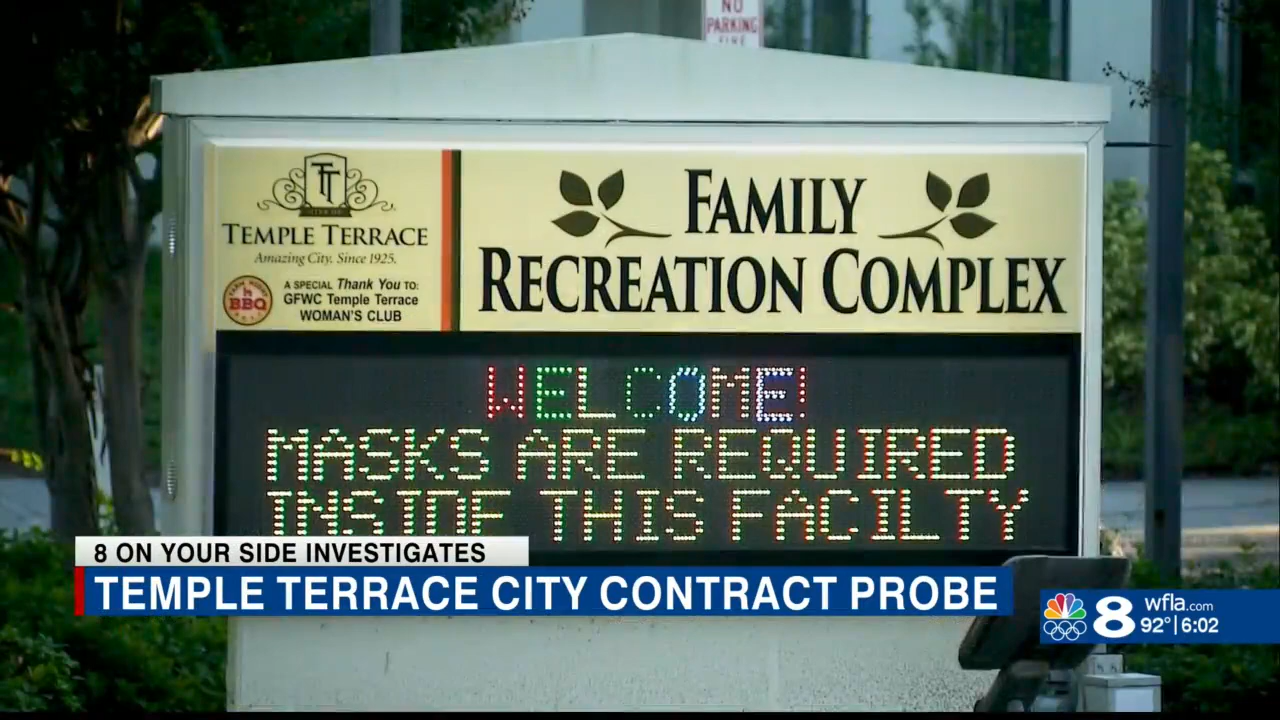 NO
PARKING
FIRE
TT
TEMPLE TERRACE
Amazing City. Since 1925.
BBQ
A SPECIAL Thank You TO:
GFWC Temple Terrace
WOMAN'S CLUB
FAMILY
RECREATION COMPLEX
WELCOME!
MASKS ARE REQUIRED
INSIDE THIS FACILTY
8 ON YOUR SIDE INVESTIGATES
TEMPLE TERRACE CITY CONTRACT PROBE
8 wfla.com
92° | 6:02